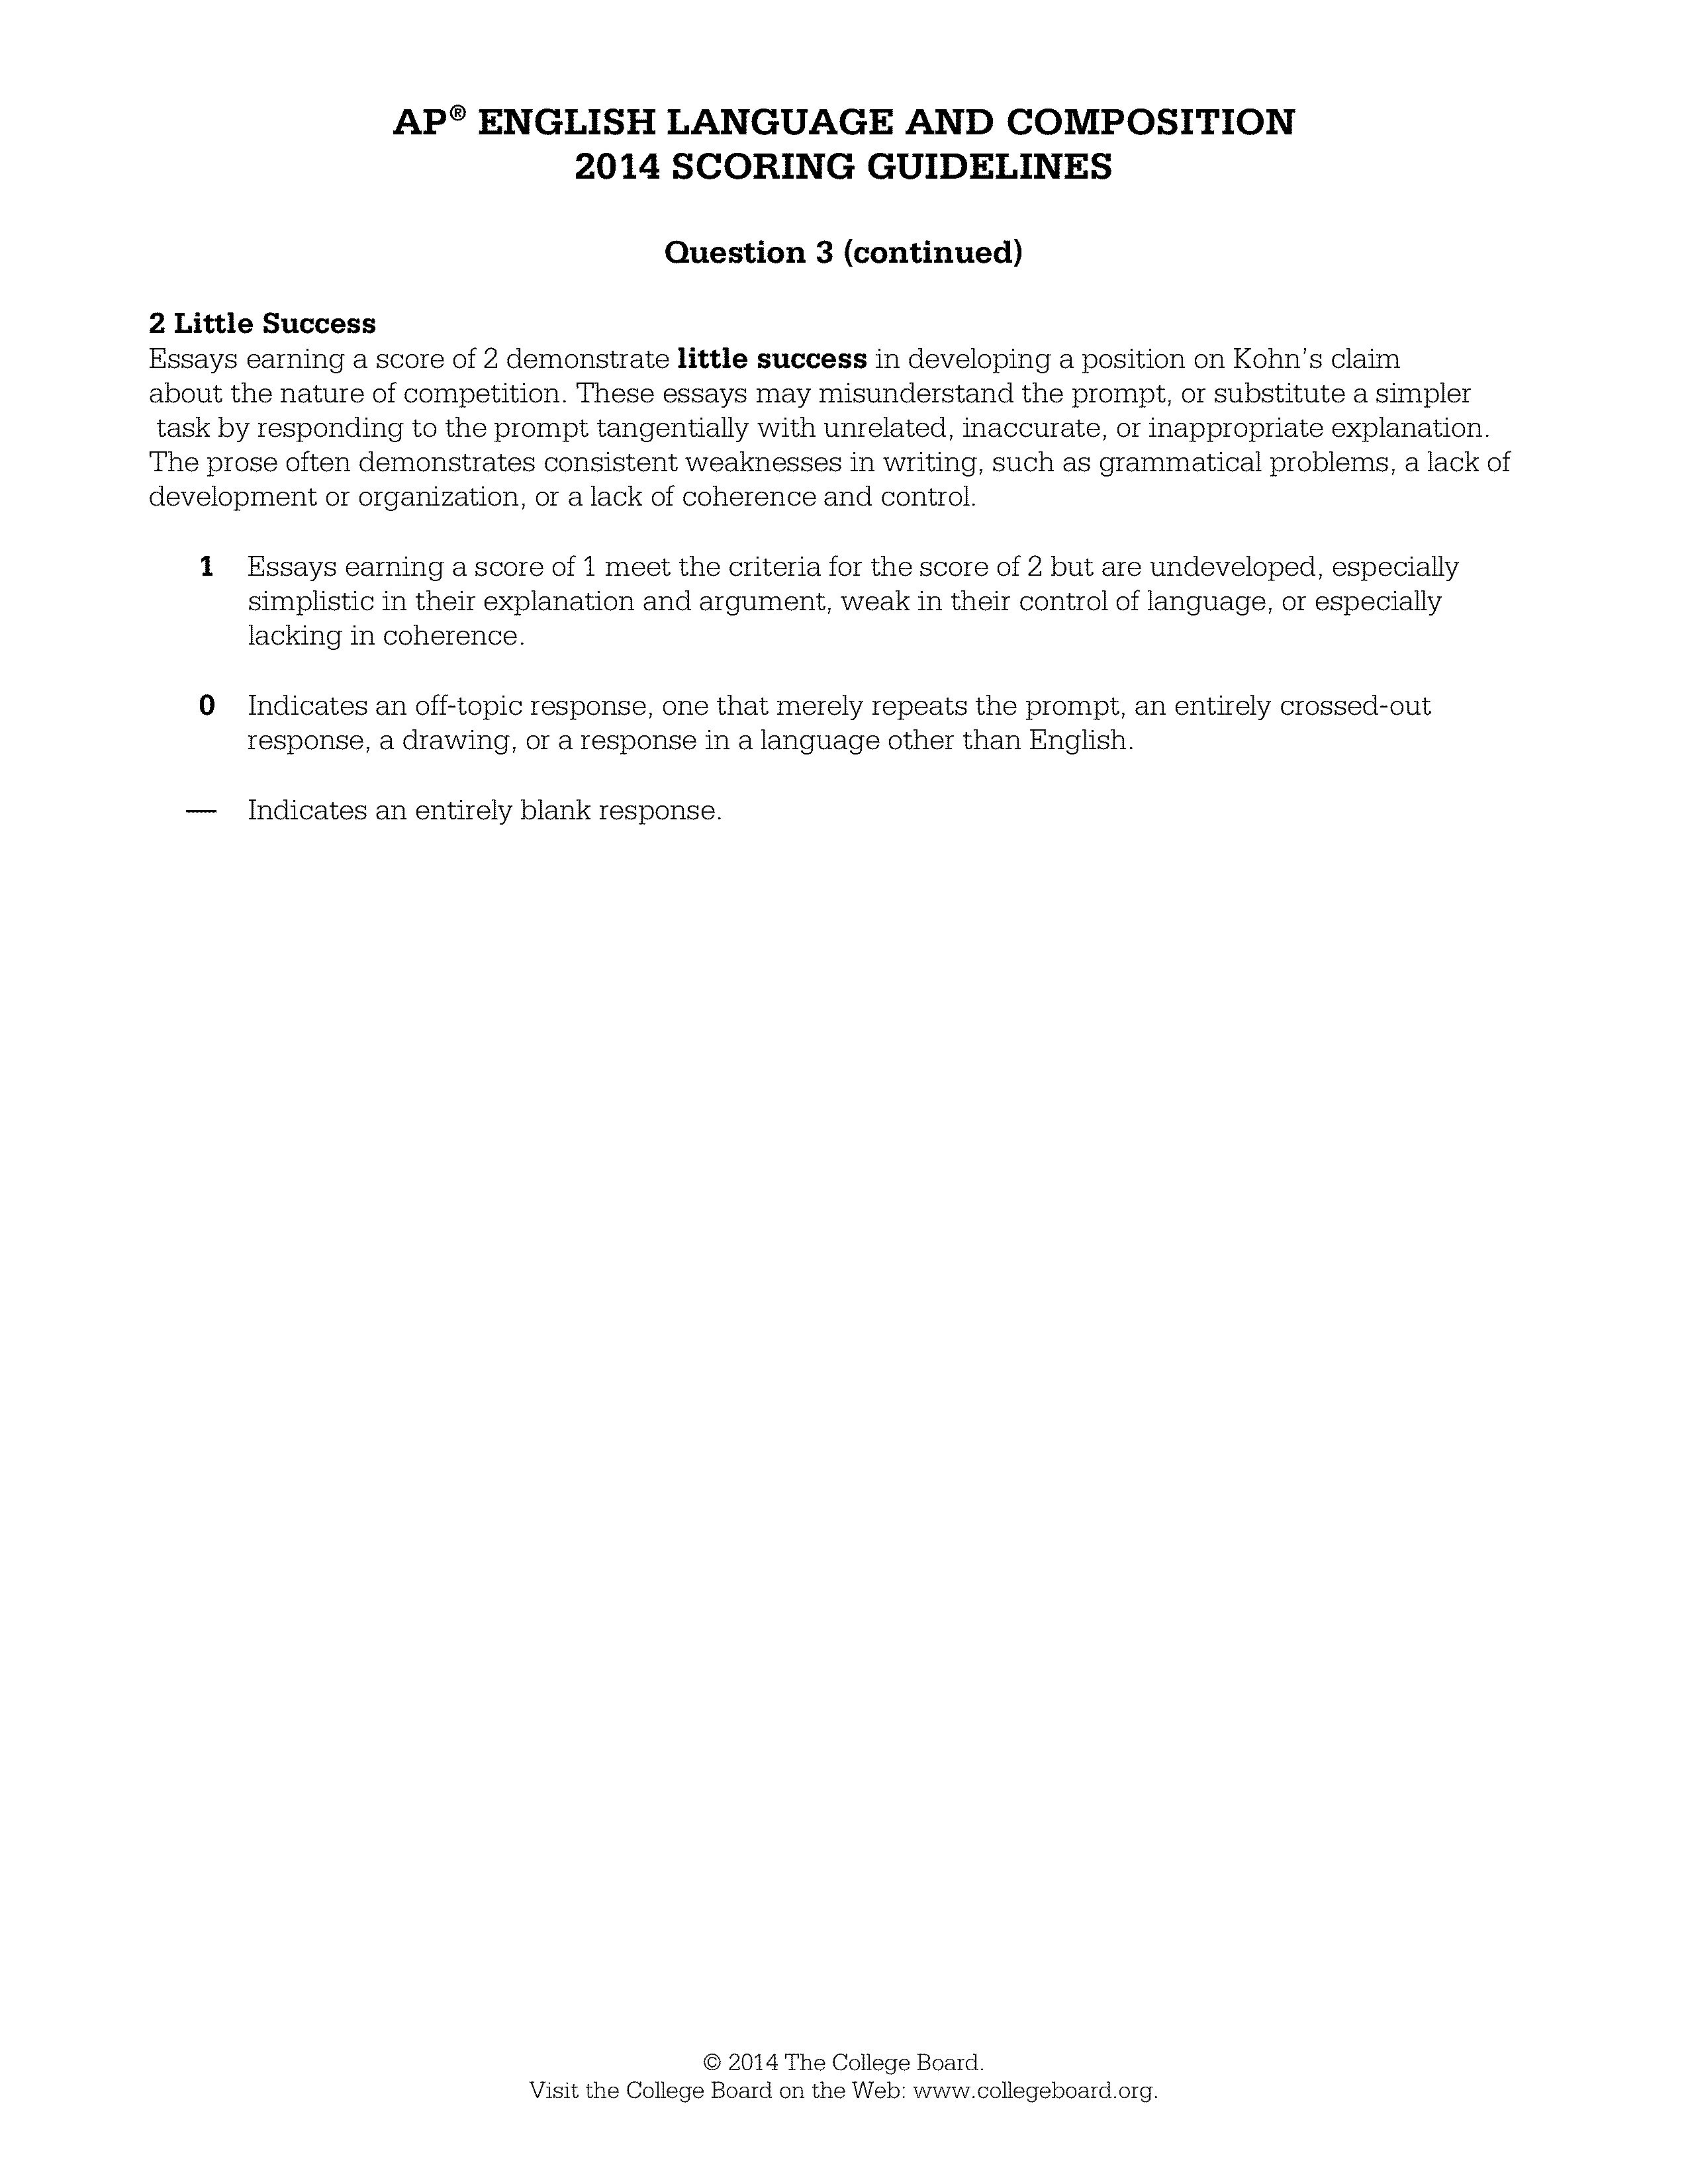 AP® ENGLISH LANGUAGE AND COMPOSITION
2014 SCORING GUIDELINES
Question 3 (continued)
2 Little Success
Essays earning a score of 2 demonstrate little success in developing a position on Kohn's claim
about the nature of competition. These essays may misunderstand the prompt, or substitute a simpler
task by responding to the prompt tangentially with unrelated, inaccurate, or inappropriate explanation.
The prose often demonstrates consistent weaknesses in writing, such as grammatical problems, a lack of
development or organization, or a lack of coherence and control.
1 Essays earning a score of 1 meet the criteria for the score of 2 but are undeveloped, especially
simplistic in their explanation and argument, weak in their control of language, or especially
lacking in coherence.
0 Indicates an off-topic response, one that merely repeats the prompt, an entirely crossed-out
response, a drawing, or a response in a language other than English.
— Indicates an entirely blank response.
© 2014 The College Board.
Visit the College Board on the Web: www.collegeboard.org.